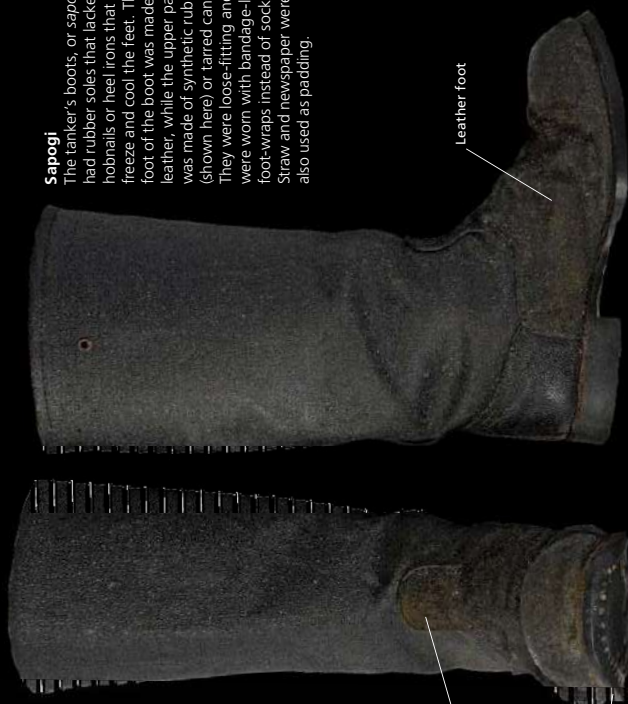 Sapogi
The tanker's boots, or sapo
had rubber soles that lacke
hobnails or heel irons that
freeze and cool the feet. Th
foot of the boot was made
leather, while the upper pa
was made of synthetic rub
(shown here) or tarred can
They were loose-fitting and
were worn with bandage-l
foot-wraps instead of sock
Straw and newspaper were
also used as padding.
Leather foot